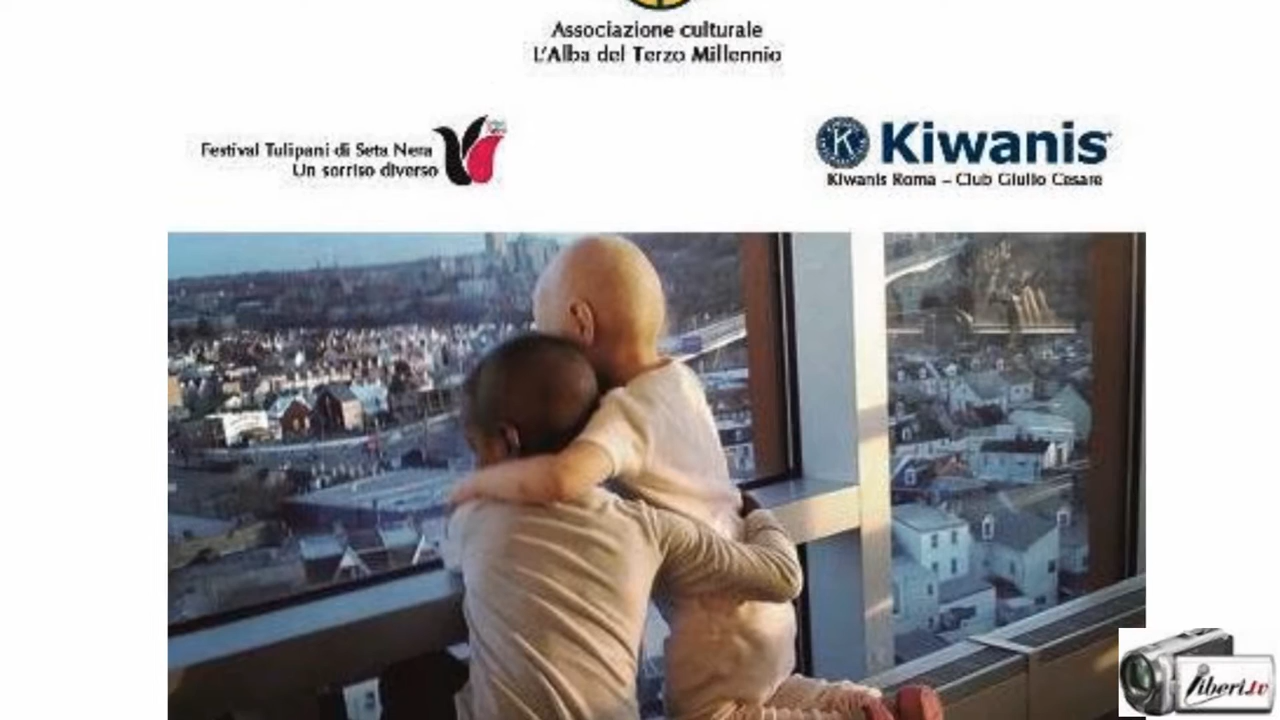 Associazione culturale
L'Alba del Terzo Millennio
Festival Tulipani di Seta Nera
Un sorriso diverso
Kiwanis
Kiwanis Roma – Club Giulio Cesare
liberi.tv